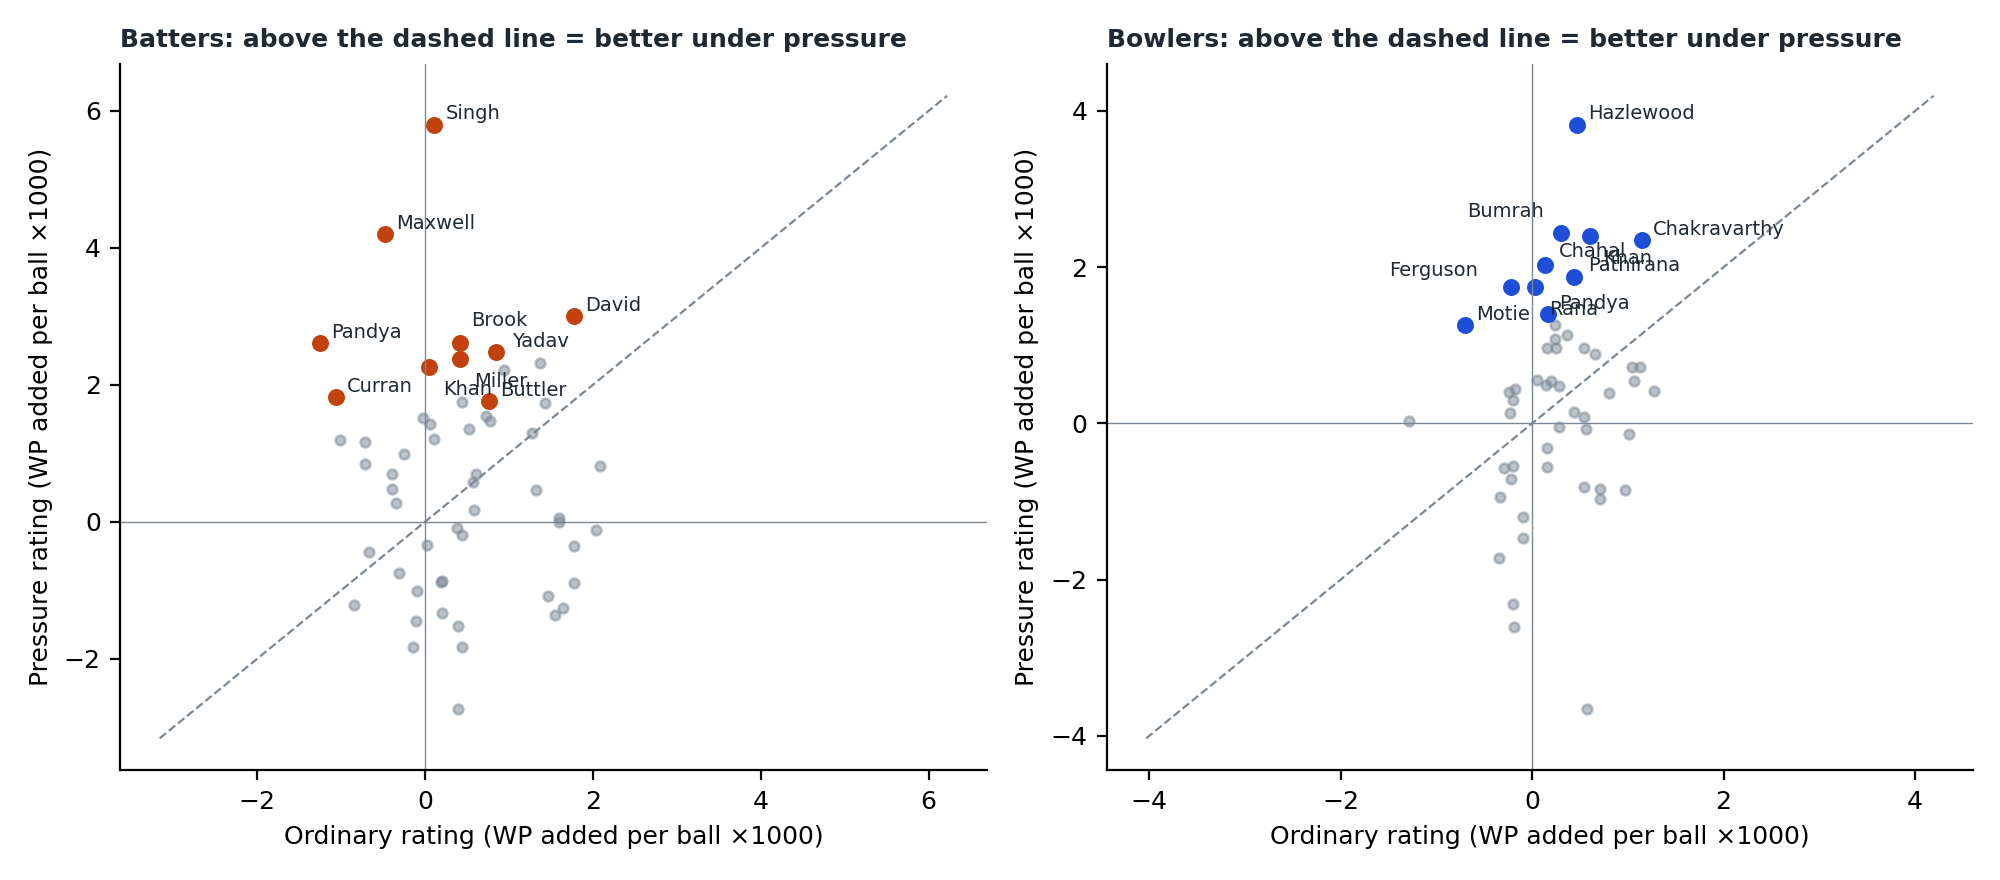 Batters: above the dashed line = better under pressure
Pressure rating (WP added per ball ×1000)
6
4
2
0
−2
Singh
Maxwell
David
Brook
Pandya
Yadav
Miller
Curran
Khan
Buttler
−2
0
2
4
6
Ordinary rating (WP added per ball ×1000)
Bowlers: above the dashed line = better under pressure
Pressure rating (WP added per ball ×1000)
4
2
0
−2
−4
Hazlewood
Bumrah
Chakravarthy
Chahal
Khan
Pathirana
Ferguson
Pandya
Rana
Motie
−4
−2
0
2
4
Ordinary rating (WP added per ball ×1000)